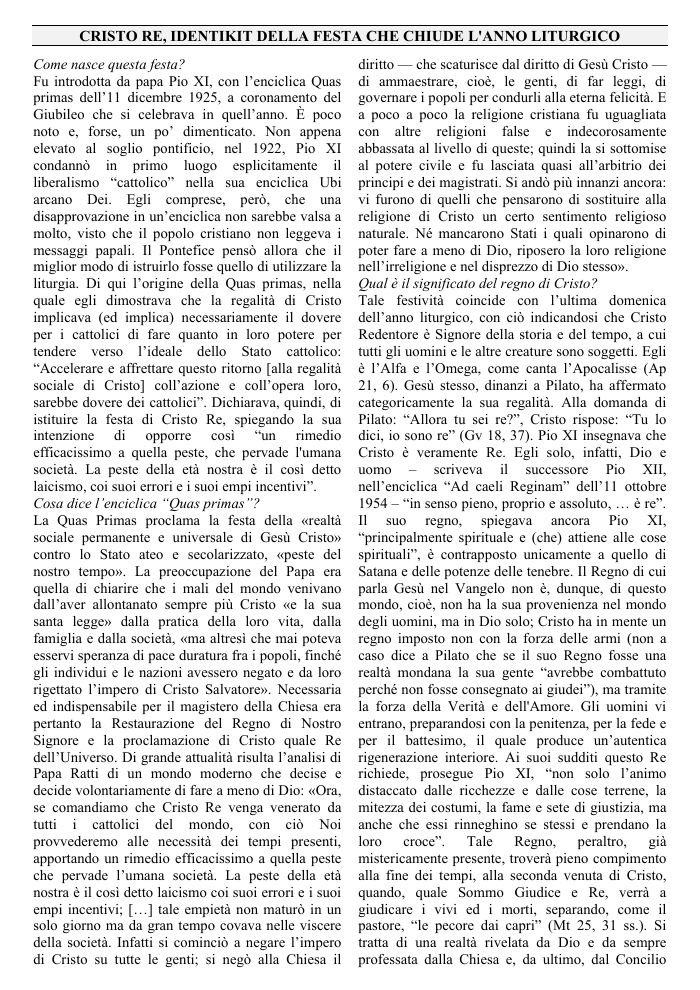 CRISTO RE, IDENTIKIT DELLA FESTA CHE CHIUDE L'ANNO LITURGICO
Come nasce questa festa?
Fu introdotta da papa Pio XI, con l’enciclica Quas
primas dell’11 dicembre 1925, a coronamento del
Giubileo che si celebrava in quell’anno. È poco
noto e, forse, un po’ dimenticato. Non appena
elevato al soglio pontificio, nel 1922, Pio XI
condannò in primo luogo esplicitamente il
liberalismo “cattolico” nella sua enciclica Ubi
arcano Dei. Egli comprese, però, che una
disapprovazione in un’enciclica non sarebbe valsa a
molto, visto che il popolo cristiano non leggeva i
messaggi papali. Il Pontefice pensò allora che il
miglior modo di istruirlo fosse quello di utilizzare la
liturgia. Di qui l’origine della Quas primas, nella
quale egli dimostrava che la regalità di Cristo
implicava (ed implica) necessariamente il dovere
per i cattolici di fare quanto in loro potere per
tendere verso l’ideale dello Stato cattolico:
“Accelerare e affrettare questo ritorno [alla regalità
sociale di Cristo] coll’azione e coll’opera loro,
sarebbe dovere dei cattolici”. Dichiarava, quindi, di
istituire la festa di Cristo Re, spiegando la sua
intenzione di opporre così “un rimedio
efficacissimo a quella peste, che pervade l'umana
società. La peste della età nostra è il così detto
laicismo, coi suoi errori e i suoi empi incentivi”.
Cosa dice l’enciclica “Quas primas”?
La Quas Primas proclama la festa della «realtà
sociale permanente e universale di Gesù Cristo»
contro lo Stato ateo e secolarizzato, «peste del
nostro tempo». La preoccupazione del Papa era
quella di chiarire che i mali del mondo venivano
dall’aver allontanato sempre più Cristo «e la sua
santa legge» dalla pratica della loro vita, dalla
famiglia e dalla società, «ma altresì che mai poteva
esservi speranza di pace duratura fra i popoli, finché
gli individui e le nazioni avessero negato e da loro
rigettato l’impero di Cristo Salvatore». Necessaria
ed indispensabile per il magistero della Chiesa era
pertanto la Restaurazione del Regno di Nostro
Signore e la proclamazione di Cristo quale Re
dell’Universo. Di grande attualità risulta l’analisi di
Papa Ratti di un mondo moderno che decise e
decide volontariamente di fare a meno di Dio: «Ora,
se comandiamo che Cristo Re venga venerato da
tutti i cattolici del mondo, con ciò Noi
provvederemo alle necessità dei tempi presenti,
apportando un rimedio efficacissimo a quella peste
che pervade l’umana società. La peste della età
nostra è il così detto laicismo coi suoi errori e i suoi
empi incentivi; […] tale empietà non maturò in un
solo giorno ma da gran tempo covava nelle viscere
della società. Infatti si cominciò a negare l’impero
di Cristo su tutte le genti; si negò alla Chiesa il
diritto — che scaturisce dal diritto di Gesù Cristo —
di ammaestrare, cioè, le genti, di far leggi, di
governare i popoli per condurli alla eterna felicità. E
a poco a poco la religione cristiana fu uguagliata
con altre religioni false e indecorosamente
abbassata al livello di queste; quindi la si sottomise
al potere civile e fu lasciata quasi all’arbitrio dei
principi e dei magistrati. Si andò più innanzi ancora:
vi furono di quelli che pensarono di sostituire alla
religione di Cristo un certo sentimento religioso
naturale. Né mancarono Stati i quali opinarono di
poter fare a meno di Dio, riposero la loro religione
nell’irreligione e nel disprezzo di Dio stesso».
Qual è il significato del regno di Cristo?
Tale festività coincide con l’ultima domenica
dell’anno liturgico, con ciò indicandosi che Cristo
Redentore è Signore della storia e del tempo, a cui
tutti gli uomini e le altre creature sono soggetti. Egli
è l’Alfa e l’Omega, come canta l’Apocalisse (Ap
21, 6). Gesù stesso, dinanzi a Pilato, ha affermato
categoricamente la sua regalità. Alla domanda di
Pilato: “Allora tu sei re?”, Cristo rispose: “Tu lo
dici, io sono re” (Gv 18, 37). Pio XI insegnava che
Cristo è veramente Re. Egli solo, infatti, Dio e
uomo – scriveva il successore Pio XII,
nell’enciclica “Ad caeli Reginam” dell’11 ottobre
1954 – “in senso pieno, proprio e assoluto, … è re”.
Il suo regno, spiegava ancora Pio XI,
“principalmente spirituale e (che) attiene alle cose
spirituali”, è contrapposto unicamente a quello di
Satana e delle potenze delle tenebre. Il Regno di cui
parla Gesù nel Vangelo non è, dunque, di questo
mondo, cioè, non ha la sua provenienza nel mondo
degli uomini, ma in Dio solo; Cristo ha in mente un
regno imposto non con la forza delle armi (non a
caso dice a Pilato che se il suo Regno fosse una
realtà mondana la sua gente “avrebbe combattuto
perché non fosse consegnato ai giudei”), ma tramite
la forza della Verità e dell'Amore. Gli uomini vi
entrano, preparandosi con la penitenza, per la fede e
per il battesimo, il quale produce un’autentica
rigenerazione interiore. Ai suoi sudditi questo Re
richiede, prosegue Pio XI, “non solo l’animo
distaccato dalle ricchezze e dalle cose terrene, la
mitezza dei costumi, la fame e sete di giustizia, ma
anche che essi rinneghino se stessi e prendano la
loro croce”. Tale Regno, peraltro, già
mistericamente presente, troverà pieno compimento
alla fine dei tempi, alla seconda venuta di Cristo,
quando, quale Sommo Giudice e Re, verrà a
giudicare i vivi ed i morti, separando, come il
pastore, “le pecore dai capri” (Mt 25, 31 ss.). Si
tratta di una realtà rivelata da Dio e da sempre
professata dalla Chiesa e, da ultimo, dal Concilio